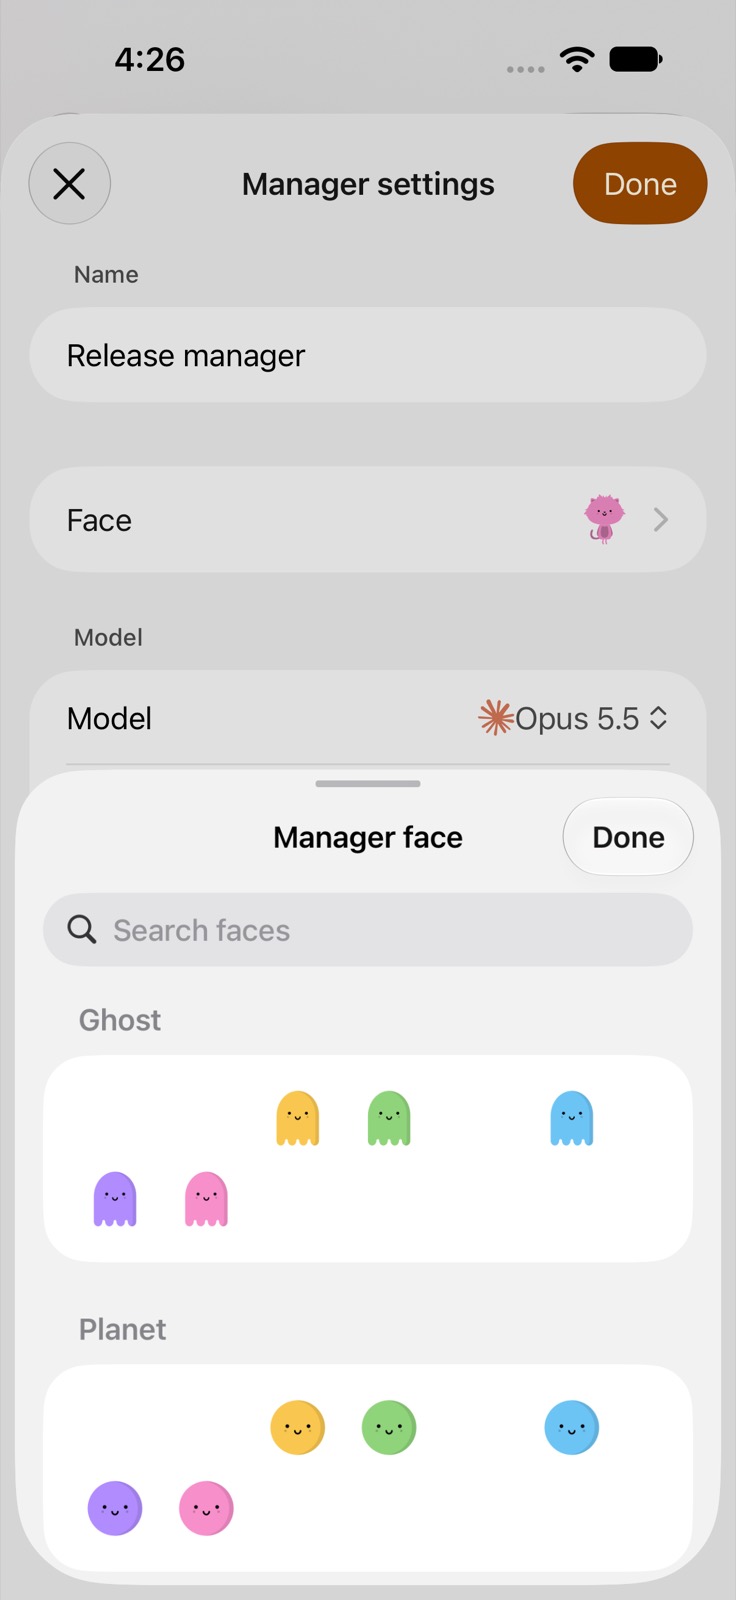 4:26
Manager settings
Done
Name
Release manager
Face
Model
Model
Opus 5.5
Manager face
Done
Search faces
Ghost
Planet